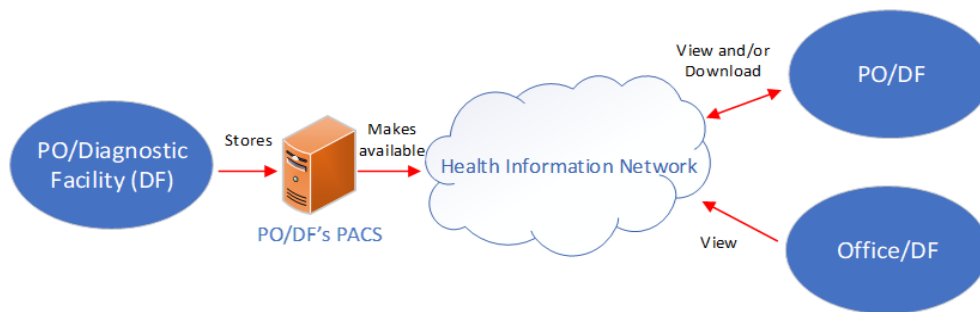 PO/Diagnostic
Facility (DF)
Stores
PO/DF's PACS
Makes
available
Health Information Network
View and/or
Download
PO/DF
View
Office/DF